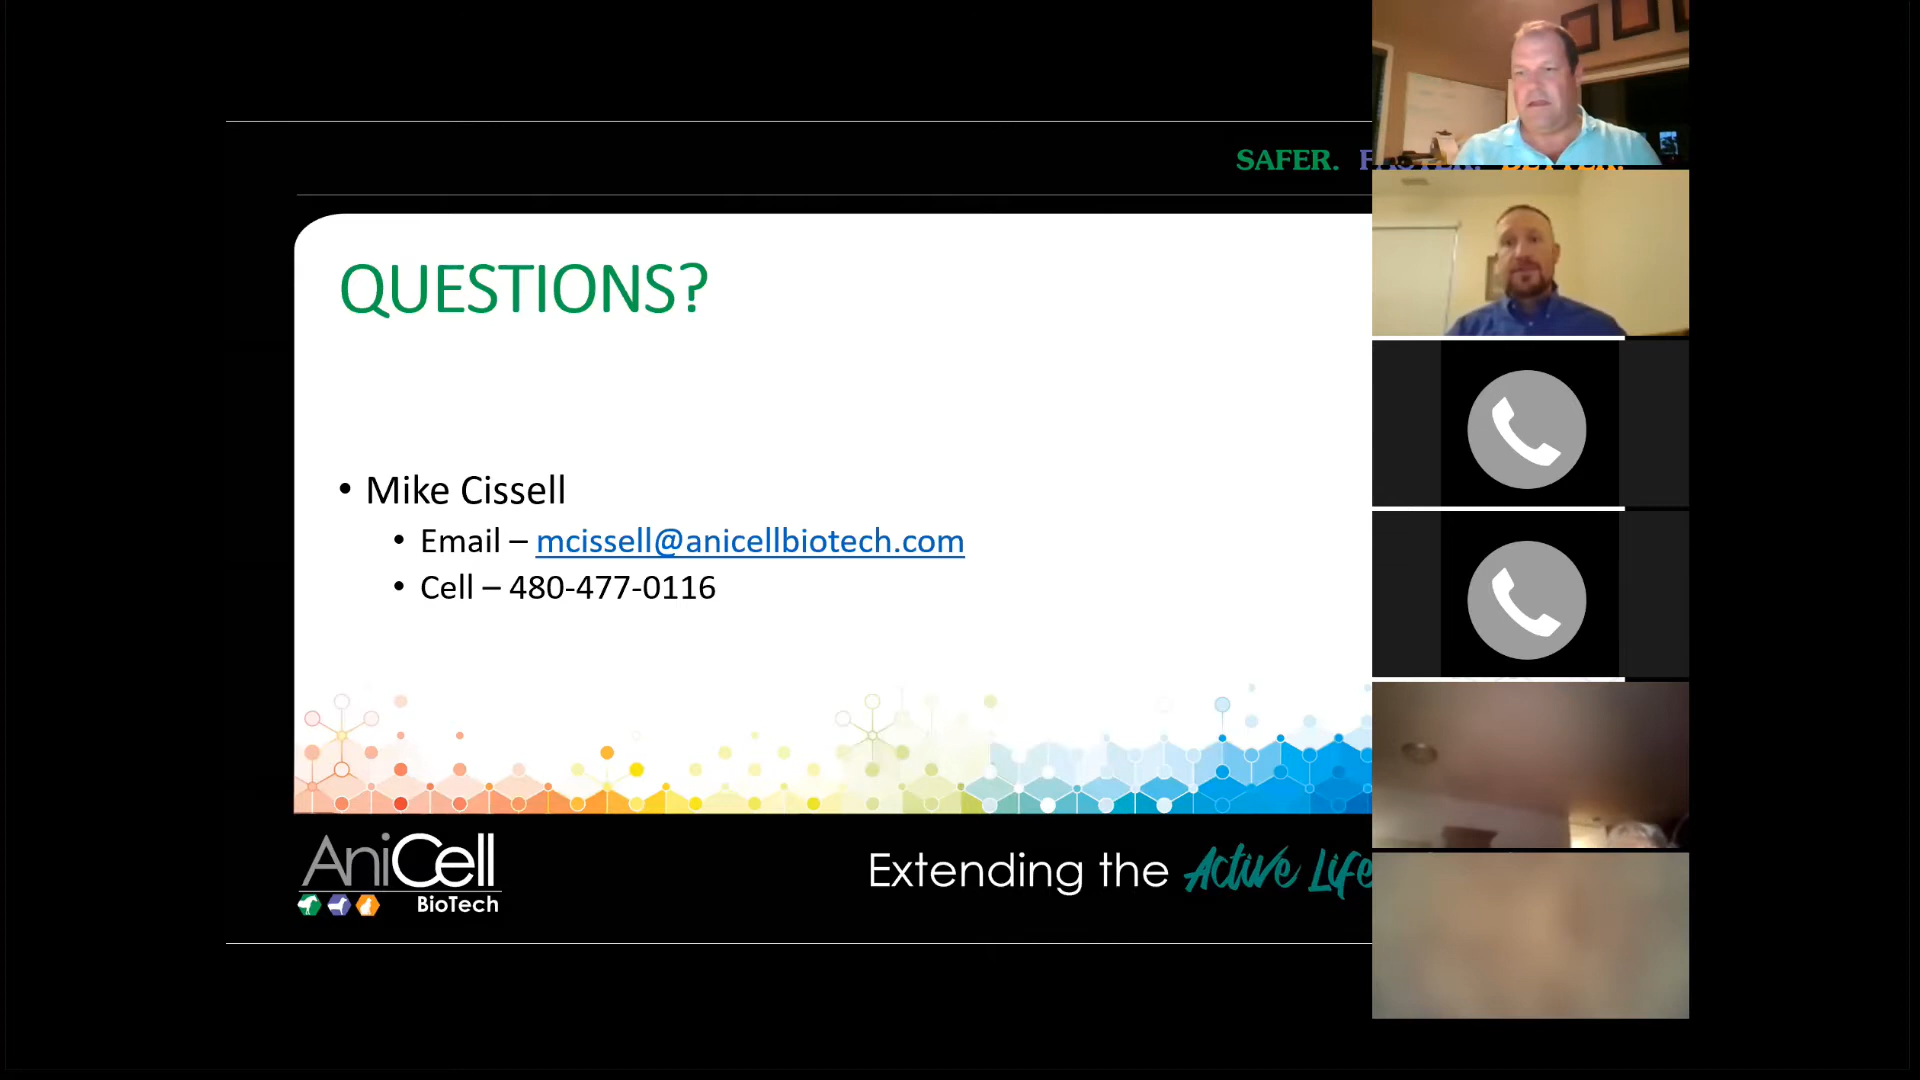 SAFER.
QUESTIONS?
• Mike Cissell
• Email – mcissell@anicellbiotech.com
• Cell – 480-477-0116
AniCell
BioTech
Extending the Active Life